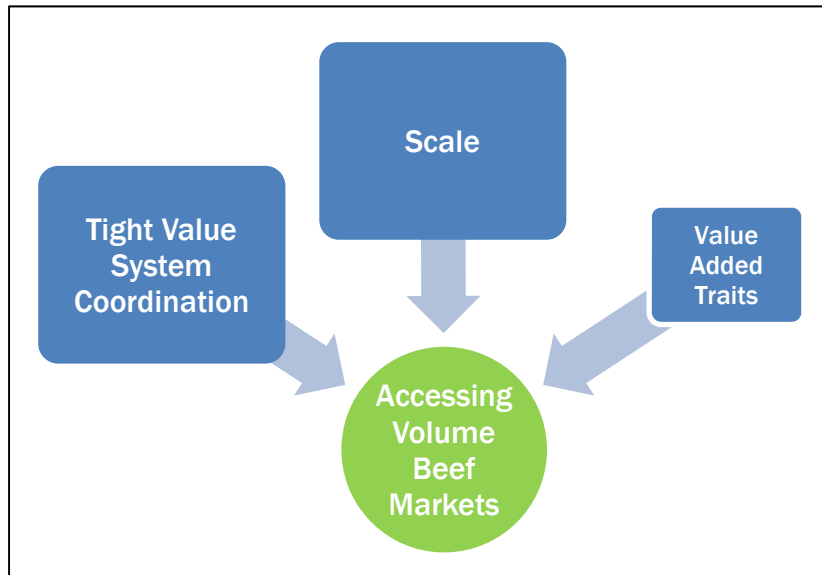 Scale
Tight Value
System
Coordination
Value
Added
Traits
Accessing
Volume
Beef
Markets